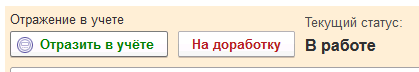 Отражение в учете
Текущий статус:
Отразить в учёте
На доработку
В работе